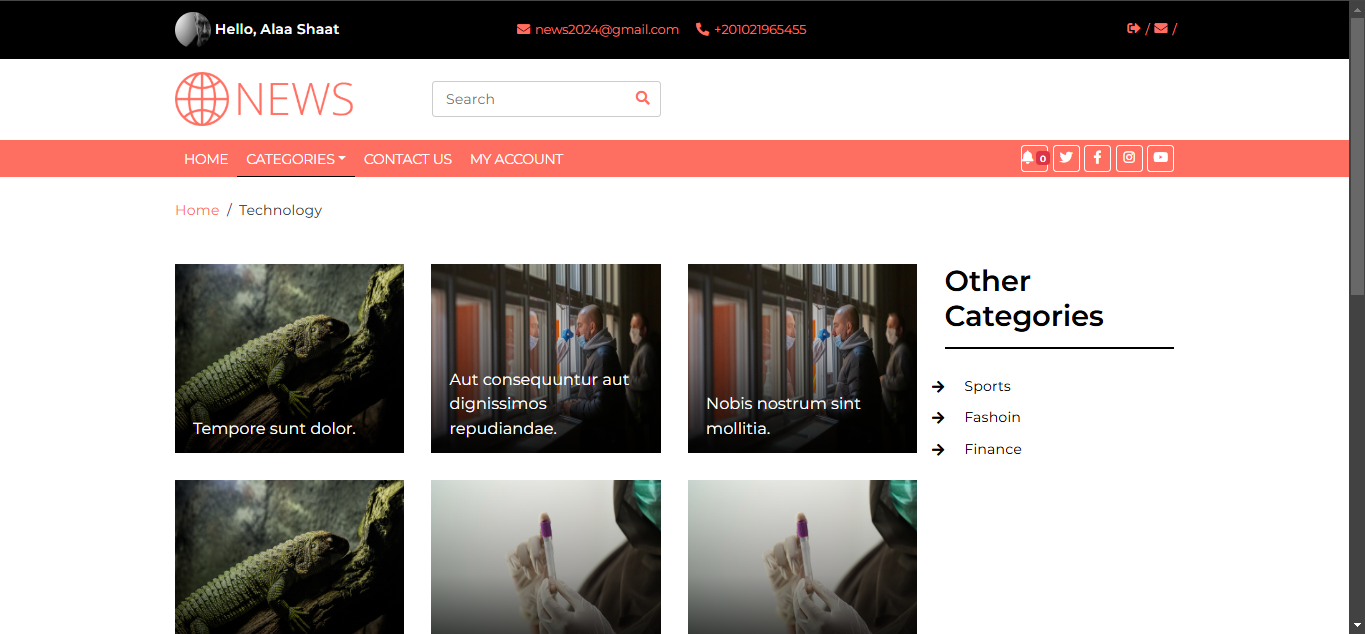 Hello, Alaa Shaat
news2024@gmail.com
+201021965455
/
/
NEWS
Search
HOME
CATEGORIES
CONTACT US
MY ACCOUNT
0
Home / Technology
Tempore sunt dolor.
Aut consequuntur aut
dignissimos
repudiandae.
Nobis nostrum sint
mollitia.
Other
Categories
Sports
Fashoin
Finance